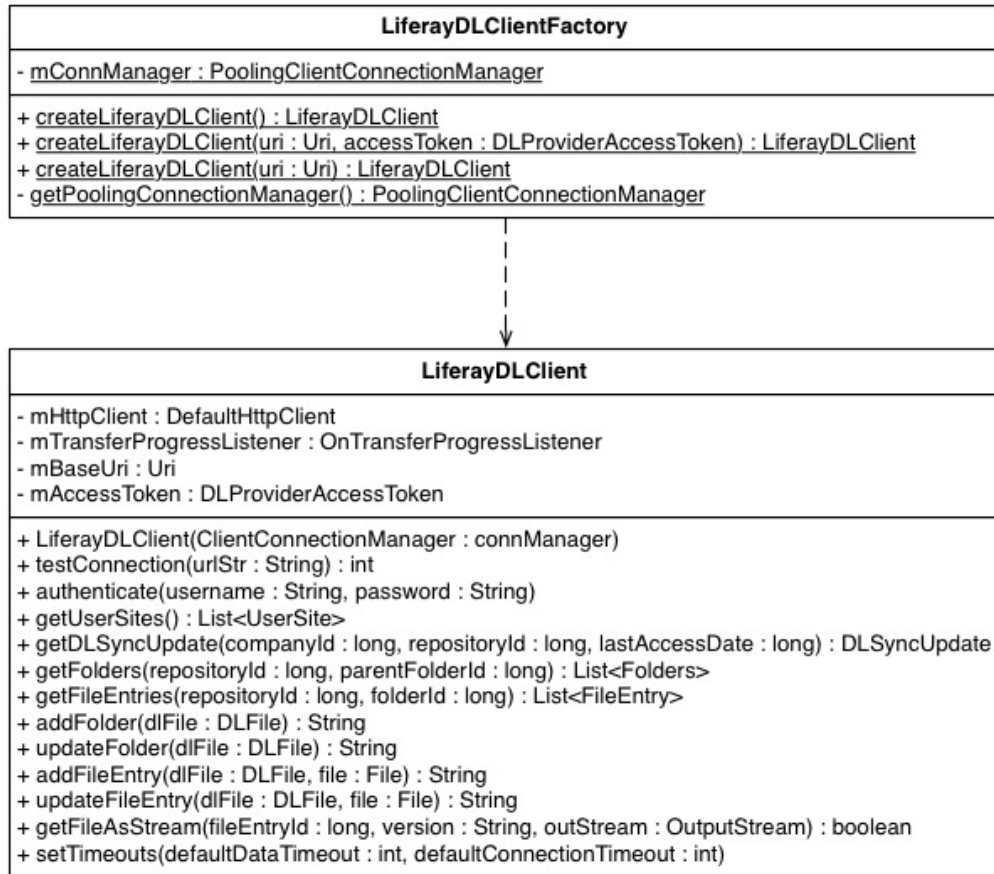 LiferayDLClientFactory
- mConnManager : PoolingClientConnectionManager
+ createLiferayDLClient() : LiferayDLClient
+ createLiferayDLClient(uri : Uri, accessToken : DLProviderAccessToken) : LiferayDLClient
+ createLiferayDLClient(uri : Uri) : LiferayDLClient
- getPoolingConnectionManager() : PoolingClientConnectionManager
LiferayDLClient
- mHttpClient : DefaultHttpClient
- mTransferProgressListener : OnTransferProgressListener
- mBaseUri : Uri
- mAccessToken : DLProviderAccessToken
+ LiferayDLClient(ClientConnectionManager : connManager)
+ testConnection(urlStr : String) : int
+ authenticate(username : String, password : String)
+ getUserSites() : List<UserSite>
+ getDLSyncUpdate(companyId : long, repositoryId : long, lastAccessDate : long) : DLSyncUpdate
+ getFolders(repositoryId : long, parentFolderId : long) : List<Folders>
+ getFileEntries(repositoryId : long, folderId : long) : List<FileEntry>
+ addFolder(dlFile : DLFile) : String
+ updateFolder(dlFile : DLFile) : String
+ addFileEntry(dlFile : DLFile, file : File) : String
+ updateFileEntry(dlFile : DLFile, file : File) : String
+ getFileAsStream(fileEntryId : long, version : String, outStream : OutputStream) : boolean
+ setTimeouts(defaultDataTimeout : int, defaultConnectionTimeout : int)